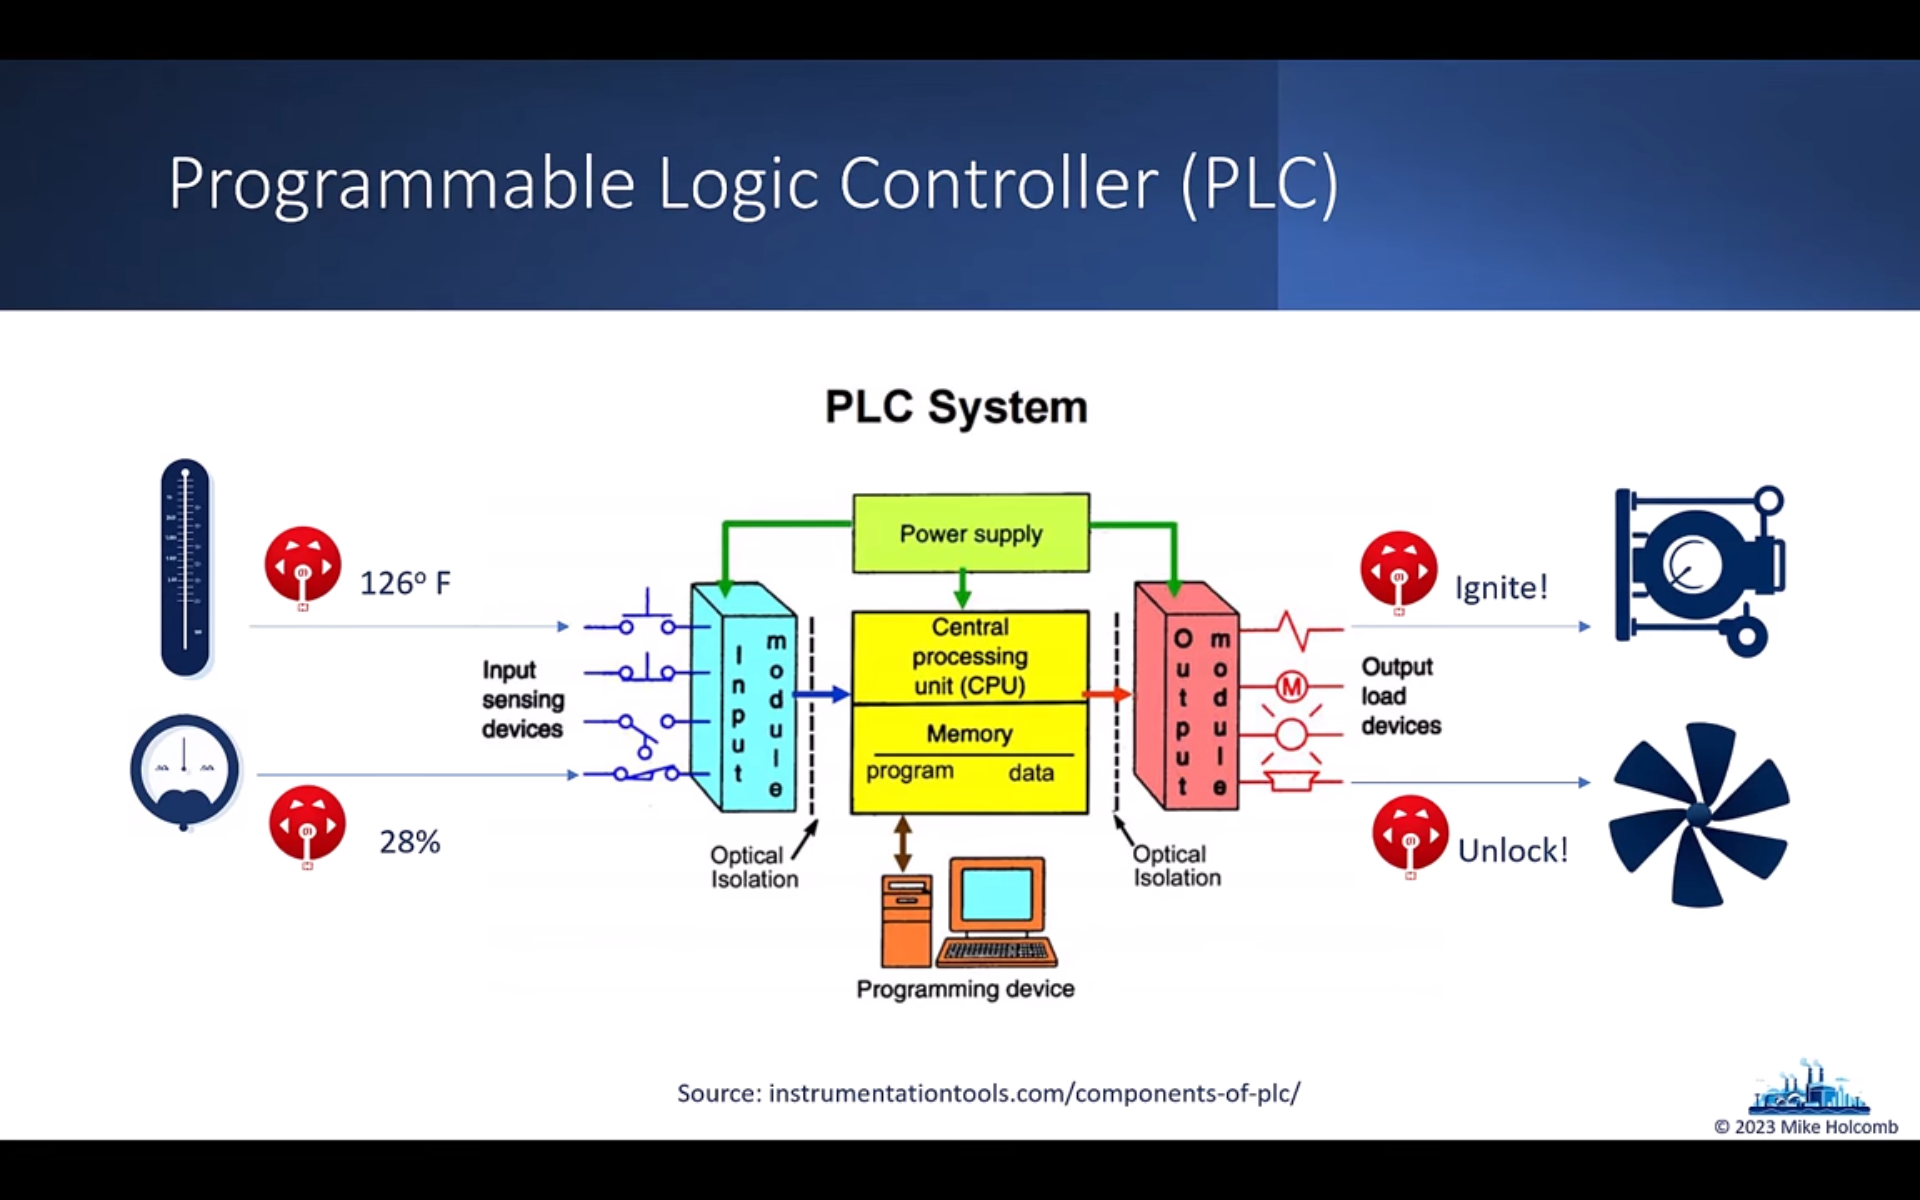 Programmable Logic Controller (PLC)
PLC System
Power supply
126° F
Ignite!
Input
sensing
devices
Input
module
Central
processing
unit (CPU)
Memory
program data
Output
module
M
Output
load
devices
28%
Unlock!
Optical
Isolation
Optical
Isolation
Programming device
Source: instrumentationtools.com/components-of-plc/
© 2023 Mike Holcomb